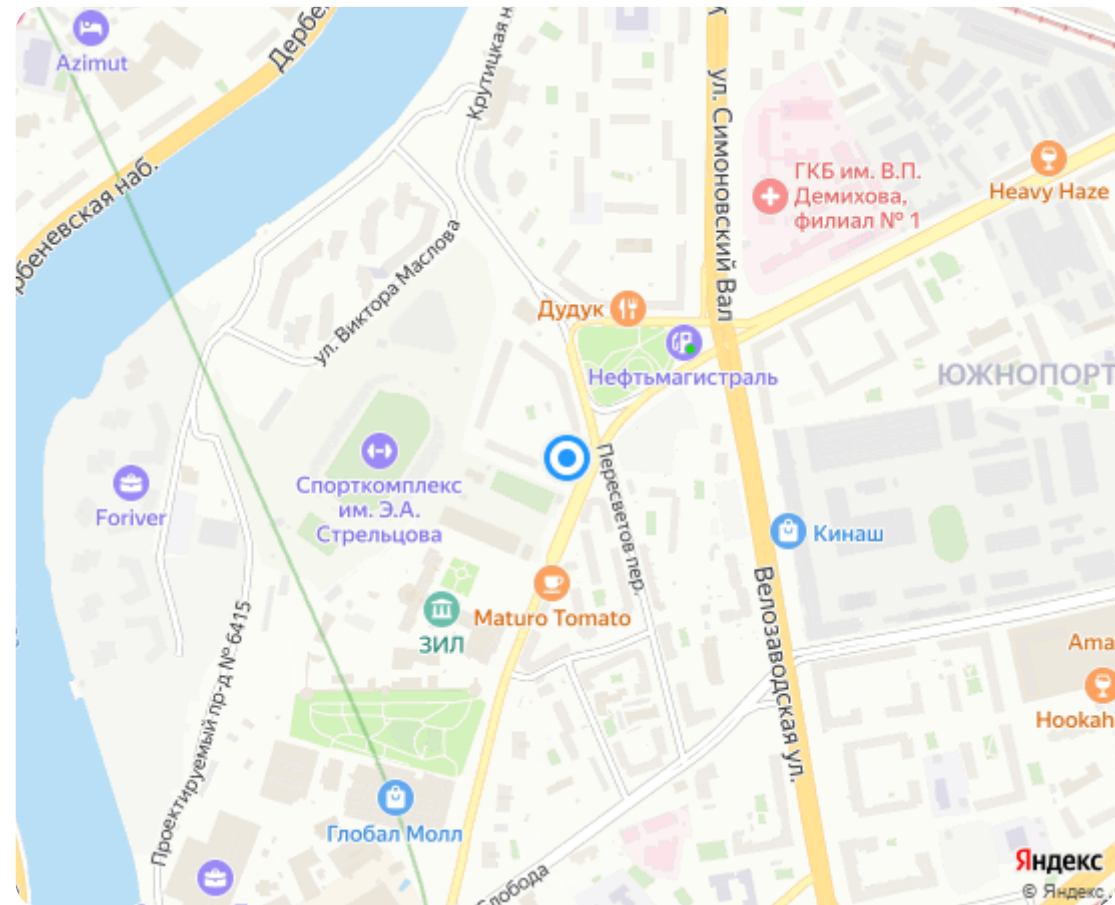 Azimut
Дербе
Крутицкая н
ул. Симоновский Вал
ГКБ им. В.П.
Демихова,
филиал № 1
Heavy Haze
рбеневская наб.
ул. Виктора Маслова
Дудук
Нефтьмагистраль
ЮЖНОПОРТ
Спорткомплекс
им. Э.А.
Стрельцова
Foriver
Пересветов пер.
Кинаш
Maturo Tomato
ЗИЛ
Велозаводская ул.
Ama
Hookah
Проектируемый пр-д № 6415
Глобал Молл
Слобода
Яндекс
© Яндекс